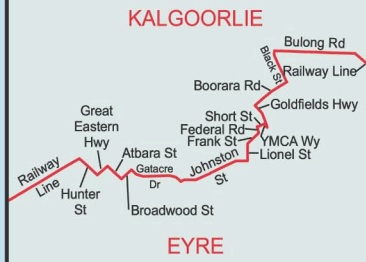 KALGOORLIE
Bulong Rd
Black St
Railway Line
Boorara Rd
Goldfields Hwy
Short St
Federal Rd
Frank St
YMCA Wy
Lionel St
Great
Eastern
Hwy
Atbara St
Gatacre
Dr
Johnston
St
Railway
Line
Hunter
St
Broadwood St
EYRE